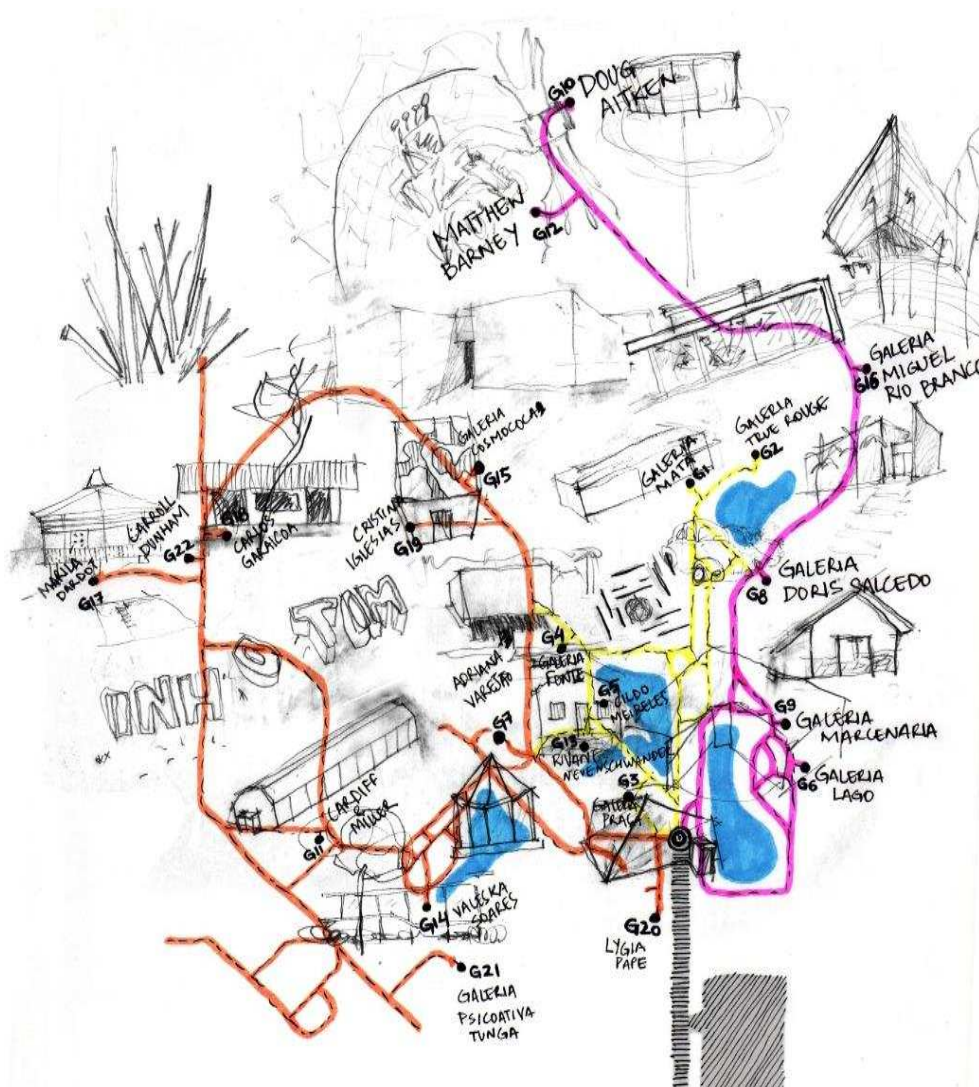 G10 DOUG
AITKEN
MATTHEW
BARNEY
G12
GALERIA
MIGUEL
RIO BRANCO
G16
GALERIA
TRUE ROUGE
G2
GALERIA
MATA
G1
GALERIA
COSMOCOCA
G15
CRISTINA
IGLESIAS
G19
G18
CARLOS
GARAICOA
CARROLL
DUNHAM
G22
MARILA
DARDOT
G17
GALERIA
DORIS SALCEDO
G8
INHOTIM
ADRIANA
VAREJÃO
G7
G4
GALERIA
FONTE
G5
CILDO
MEIRELES
G13
RIVANE
NEUENSCHWANDER
G3
GALERIA
PRAÇA
G9
GALERIA
MARCENARIA
GALERIA
LAGO
G6
CARDIFF
&
MILLER
G11
G14 VALESKA
SOARES
G20
LYGIA
PAPE
G21
GALERIA
PSICOATIVA
TUNGA